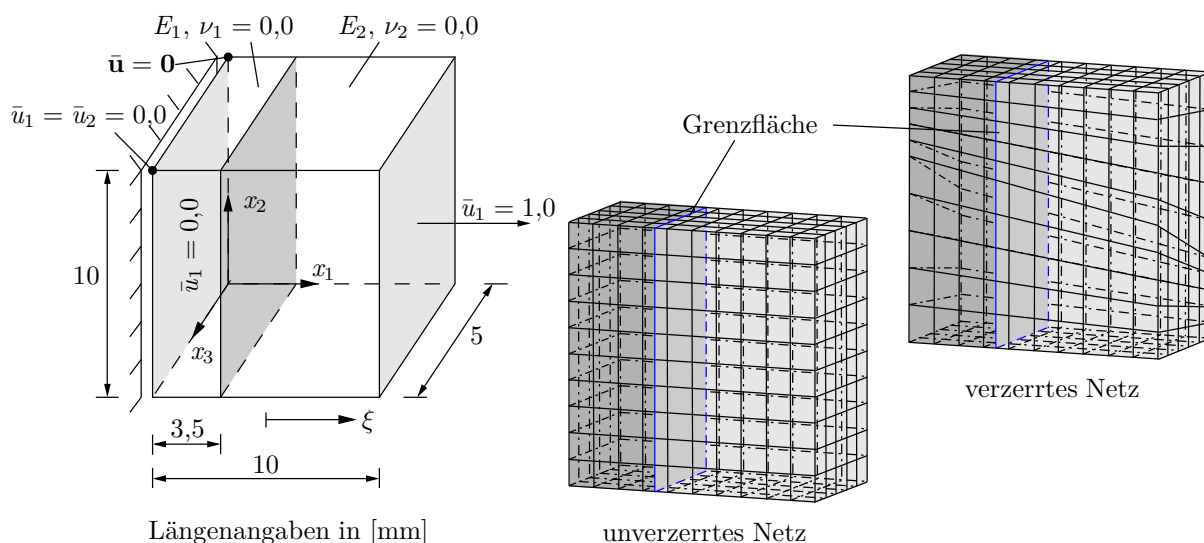 E₁, ν₁ = 0,0
E₂, ν₂ = 0,0
ū = 0
ū₁ = ū₂ = 0,0
x₂
ū₁ = 0,0
ū₁ = 1,0
x₁
10
x₃
5
ξ
3,5
10
Längenangaben in [mm]
Grenzfläche
unverzerrtes Netz
verzerrtes Netz